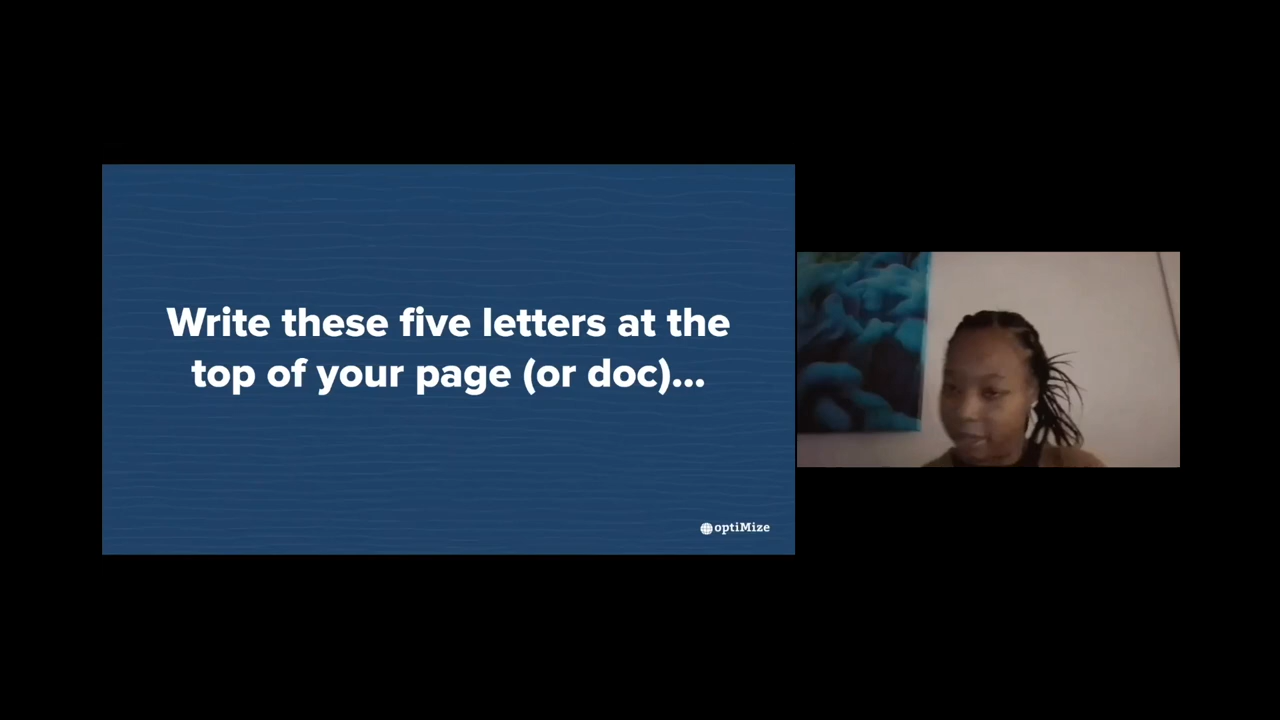 Write these five letters at the
top of your page (or doc)...
optiMize